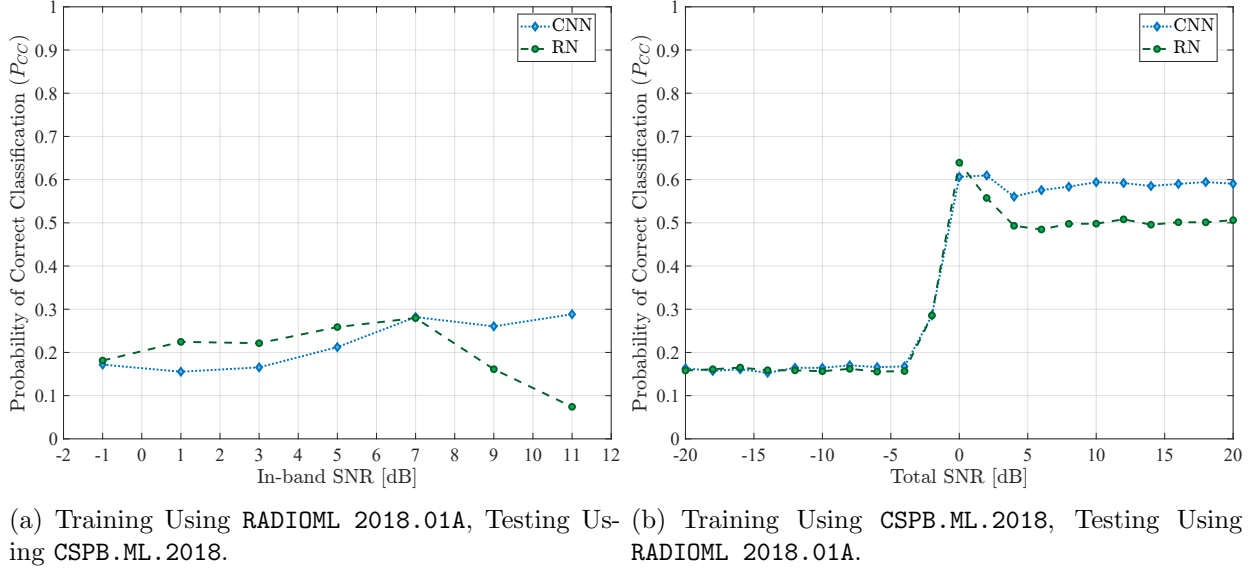 1
0.9
0.8
0.7
0.6
0.5
0.4
0.3
0.2
0.1
0
-2 -1 0 1 2 3 4 5 6 7 8 9 10 11 12
Probability of Correct Classification (P_CC)
In-band SNR [dB]
CNN
RN
(a) Training Using RADIOML 2018.01A, Testing Us-
ing CSPB.ML.2018.
1
0.9
0.8
0.7
0.6
0.5
0.4
0.3
0.2
0.1
0
-20 -15 -10 -5 0 5 10 15 20
Probability of Correct Classification (P_CC)
Total SNR [dB]
CNN
RN
(b) Training Using CSPB.ML.2018, Testing Using
RADIOML 2018.01A.